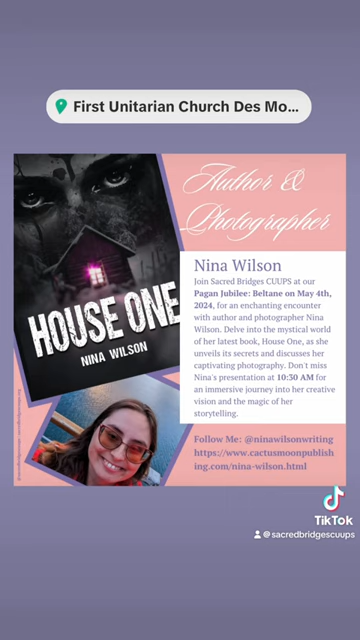 First Unitarian Church Des Mo...
Author &
Photographer
HOUSE ONE
NINA WILSON
Nina Wilson
Join Sacred Bridges CUUPS at our
Pagan Jubilee: Beltane on May 4th,
2024, for an enchanting encounter
with author and photographer Nina
Wilson. Delve into the mystical world
of her latest book, House One, as she
unveils its secrets and discusses her
captivating photography. Don't miss
Nina's presentation at 10:30 AM for
an immersive journey into her creative
vision and the magic of her
storytelling.
Follow Me: @ninawilsonwriting
https://www.cactusmoonpublish
ing.com/nina-wilson.html
TikTok
@sacredbridgescuups